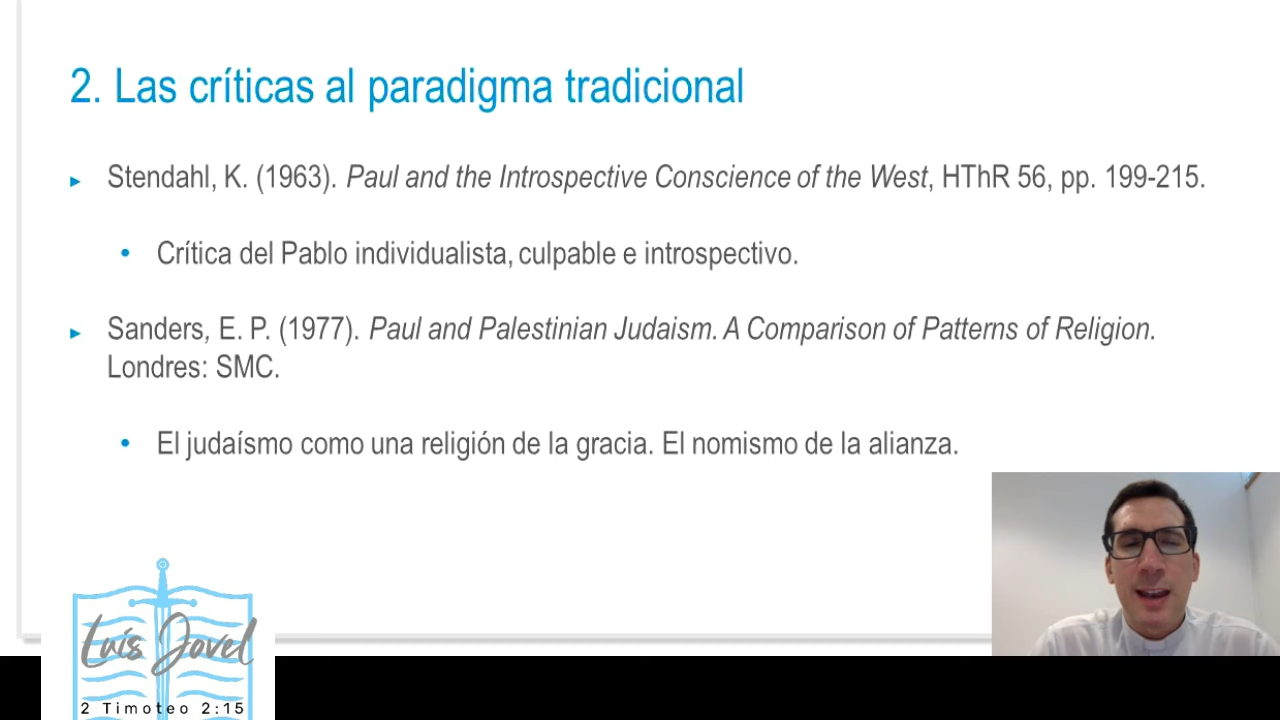 2. Las críticas al paradigma tradicional
Stendahl, K. (1963). Paul and the Introspective Conscience of the West, HThR 56, pp. 199-215.
Crítica del Pablo individualista, culpable e introspectivo.
Sanders, E. P. (1977). Paul and Palestinian Judaism. A Comparison of Patterns of Religion.
Londres: SMC.
El judaísmo como una religión de la gracia. El nomismo de la alianza.
Luis Jovel
2 Timoteo 2:15